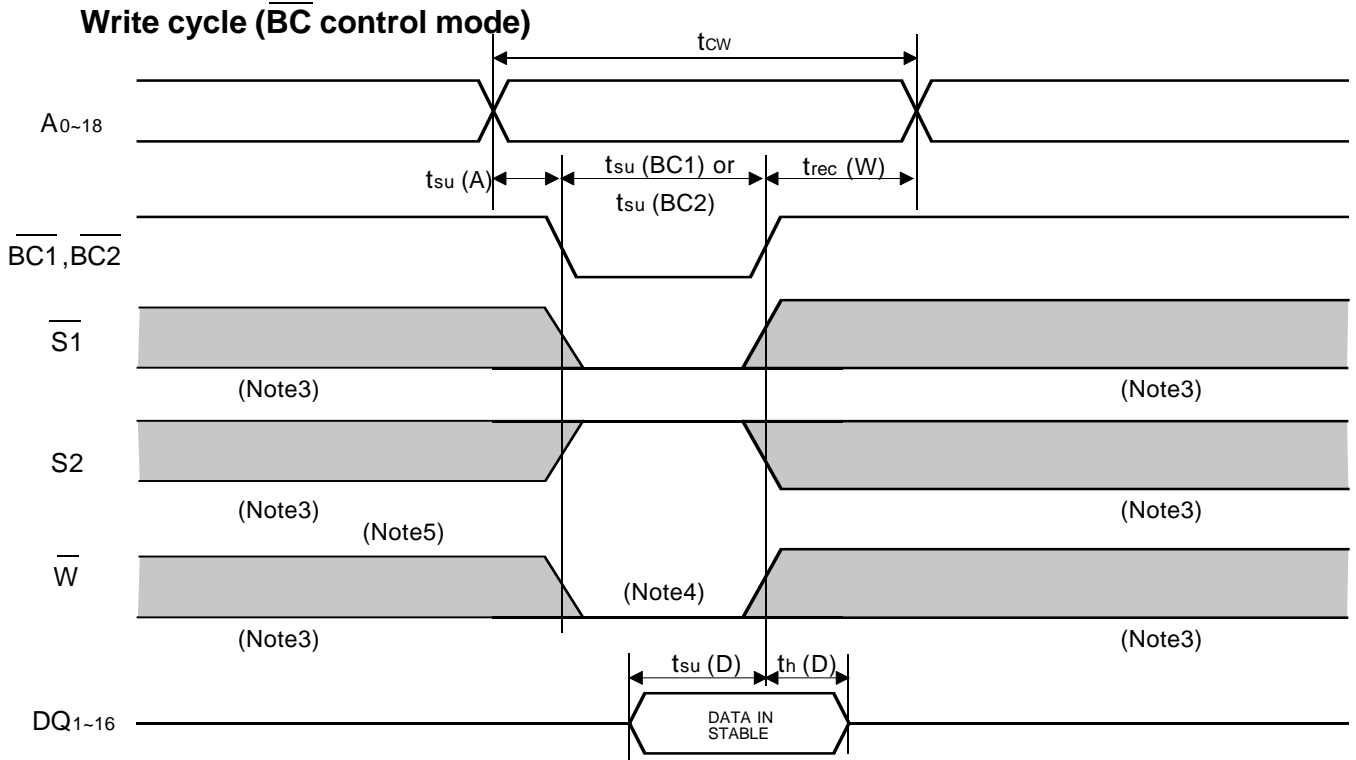 Write cycle (BC control mode)
tCW
A0~18
tsu (A)
tsu (BC1) or
tsu (BC2)
trec (W)
BC1,BC2
S1
(Note3)
(Note3)
S2
(Note3)
(Note3)
(Note5)
W
(Note4)
(Note3)
(Note3)
tsu (D)
th (D)
DQ1~16
DATA IN
STABLE